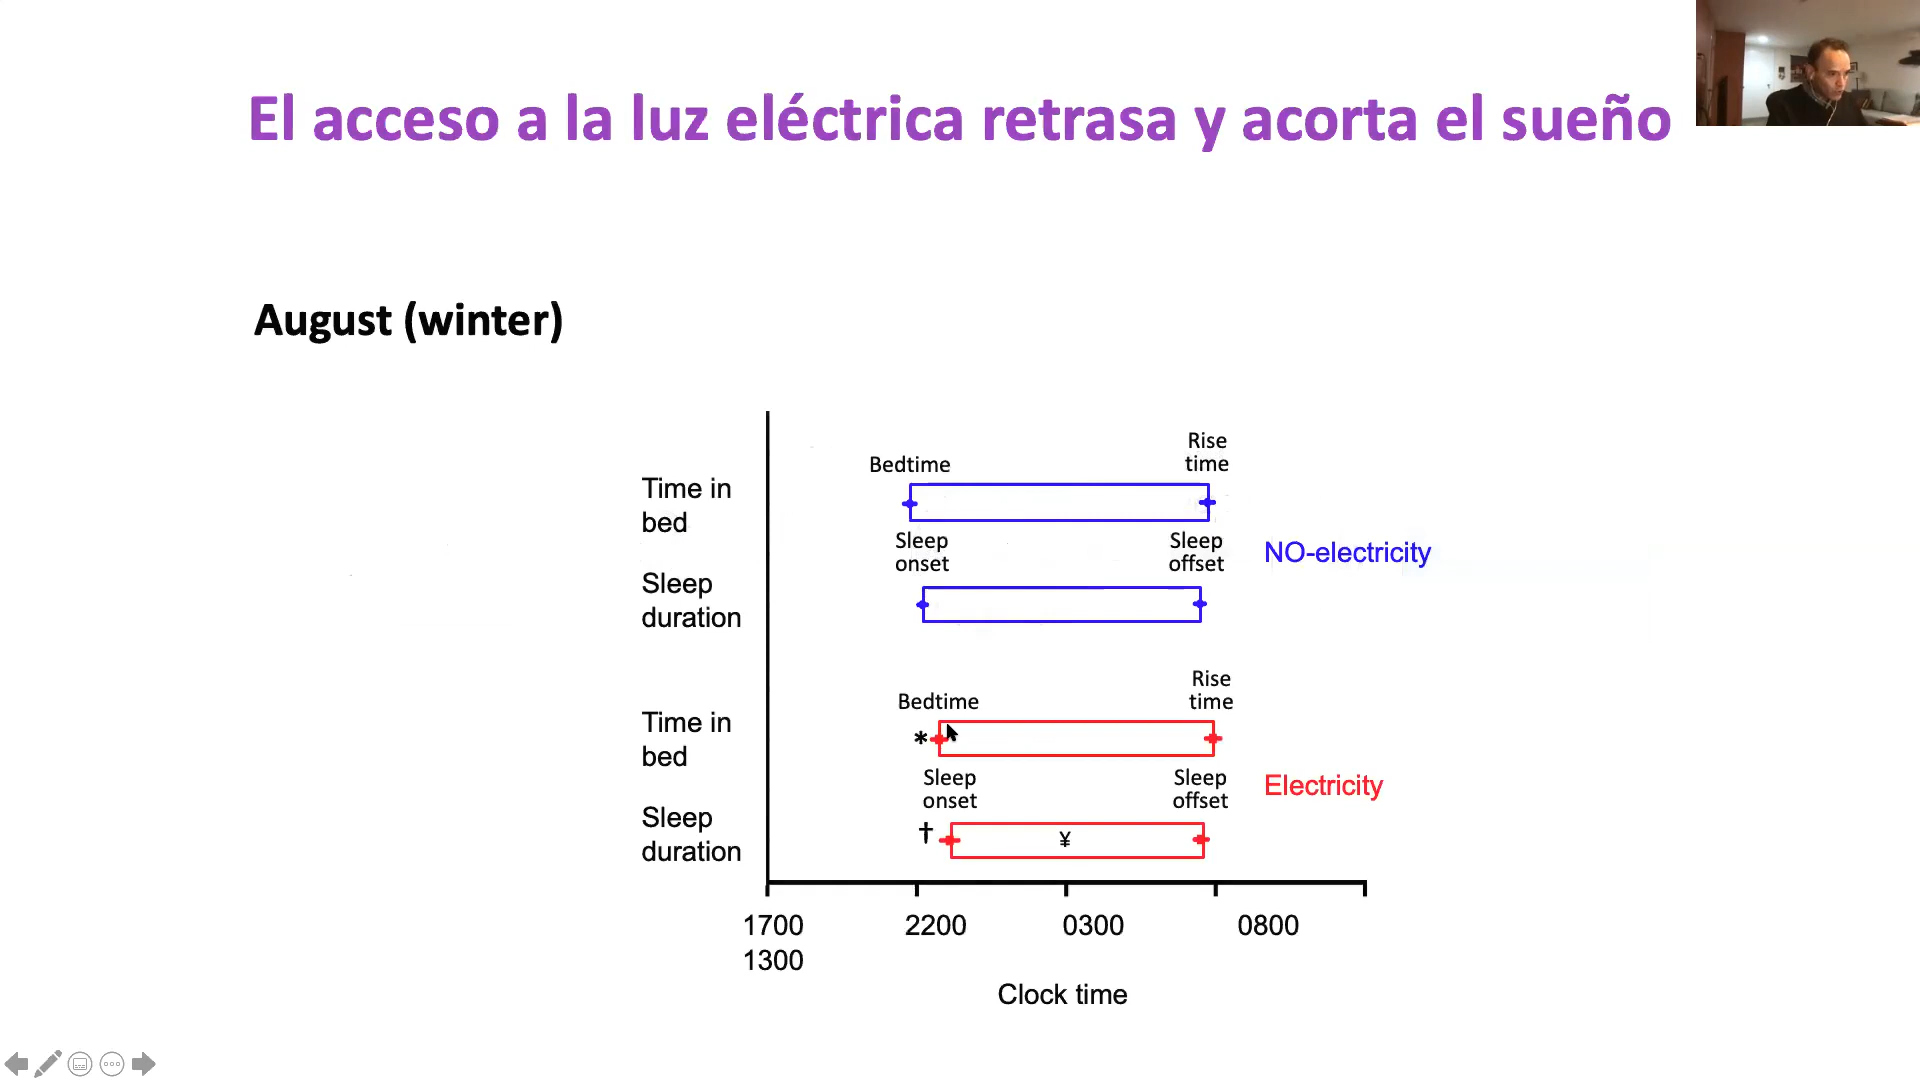 El acceso a la luz eléctrica retrasa y acorta el sueño
August (winter)
Bedtime
Rise
time
Time in
bed
Sleep
onset
Sleep
offset
NO-electricity
Sleep
duration
Bedtime
Rise
time
Time in
bed
*
Sleep
onset
Sleep
offset
Electricity
Sleep
duration
† ¥
1700 2200 0300 0800
1300
Clock time